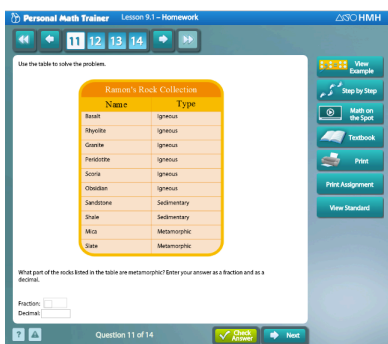 Personal Math Trainer Lesson 9.1 – Homework HMH
11 12 13 14
Use the table to solve the problem.
View Example
Step by Step
Math on the Spot
Textbook
Print
Print Assignment
View Standard
Ramon's Rock Collection
Name Type
Basalt Igneous
Rhyolite Igneous
Granite Igneous
Peridotite Igneous
Scoria Igneous
Obsidian Igneous
Sandstone Sedimentary
Shale Sedimentary
Mica Metamorphic
Slate Metamorphic
What part of the rocks listed in the table are metamorphic? Enter your answer as a fraction and as a
decimal.
Fraction:
Decimal:
? Question 11 of 14 Check Answer Next